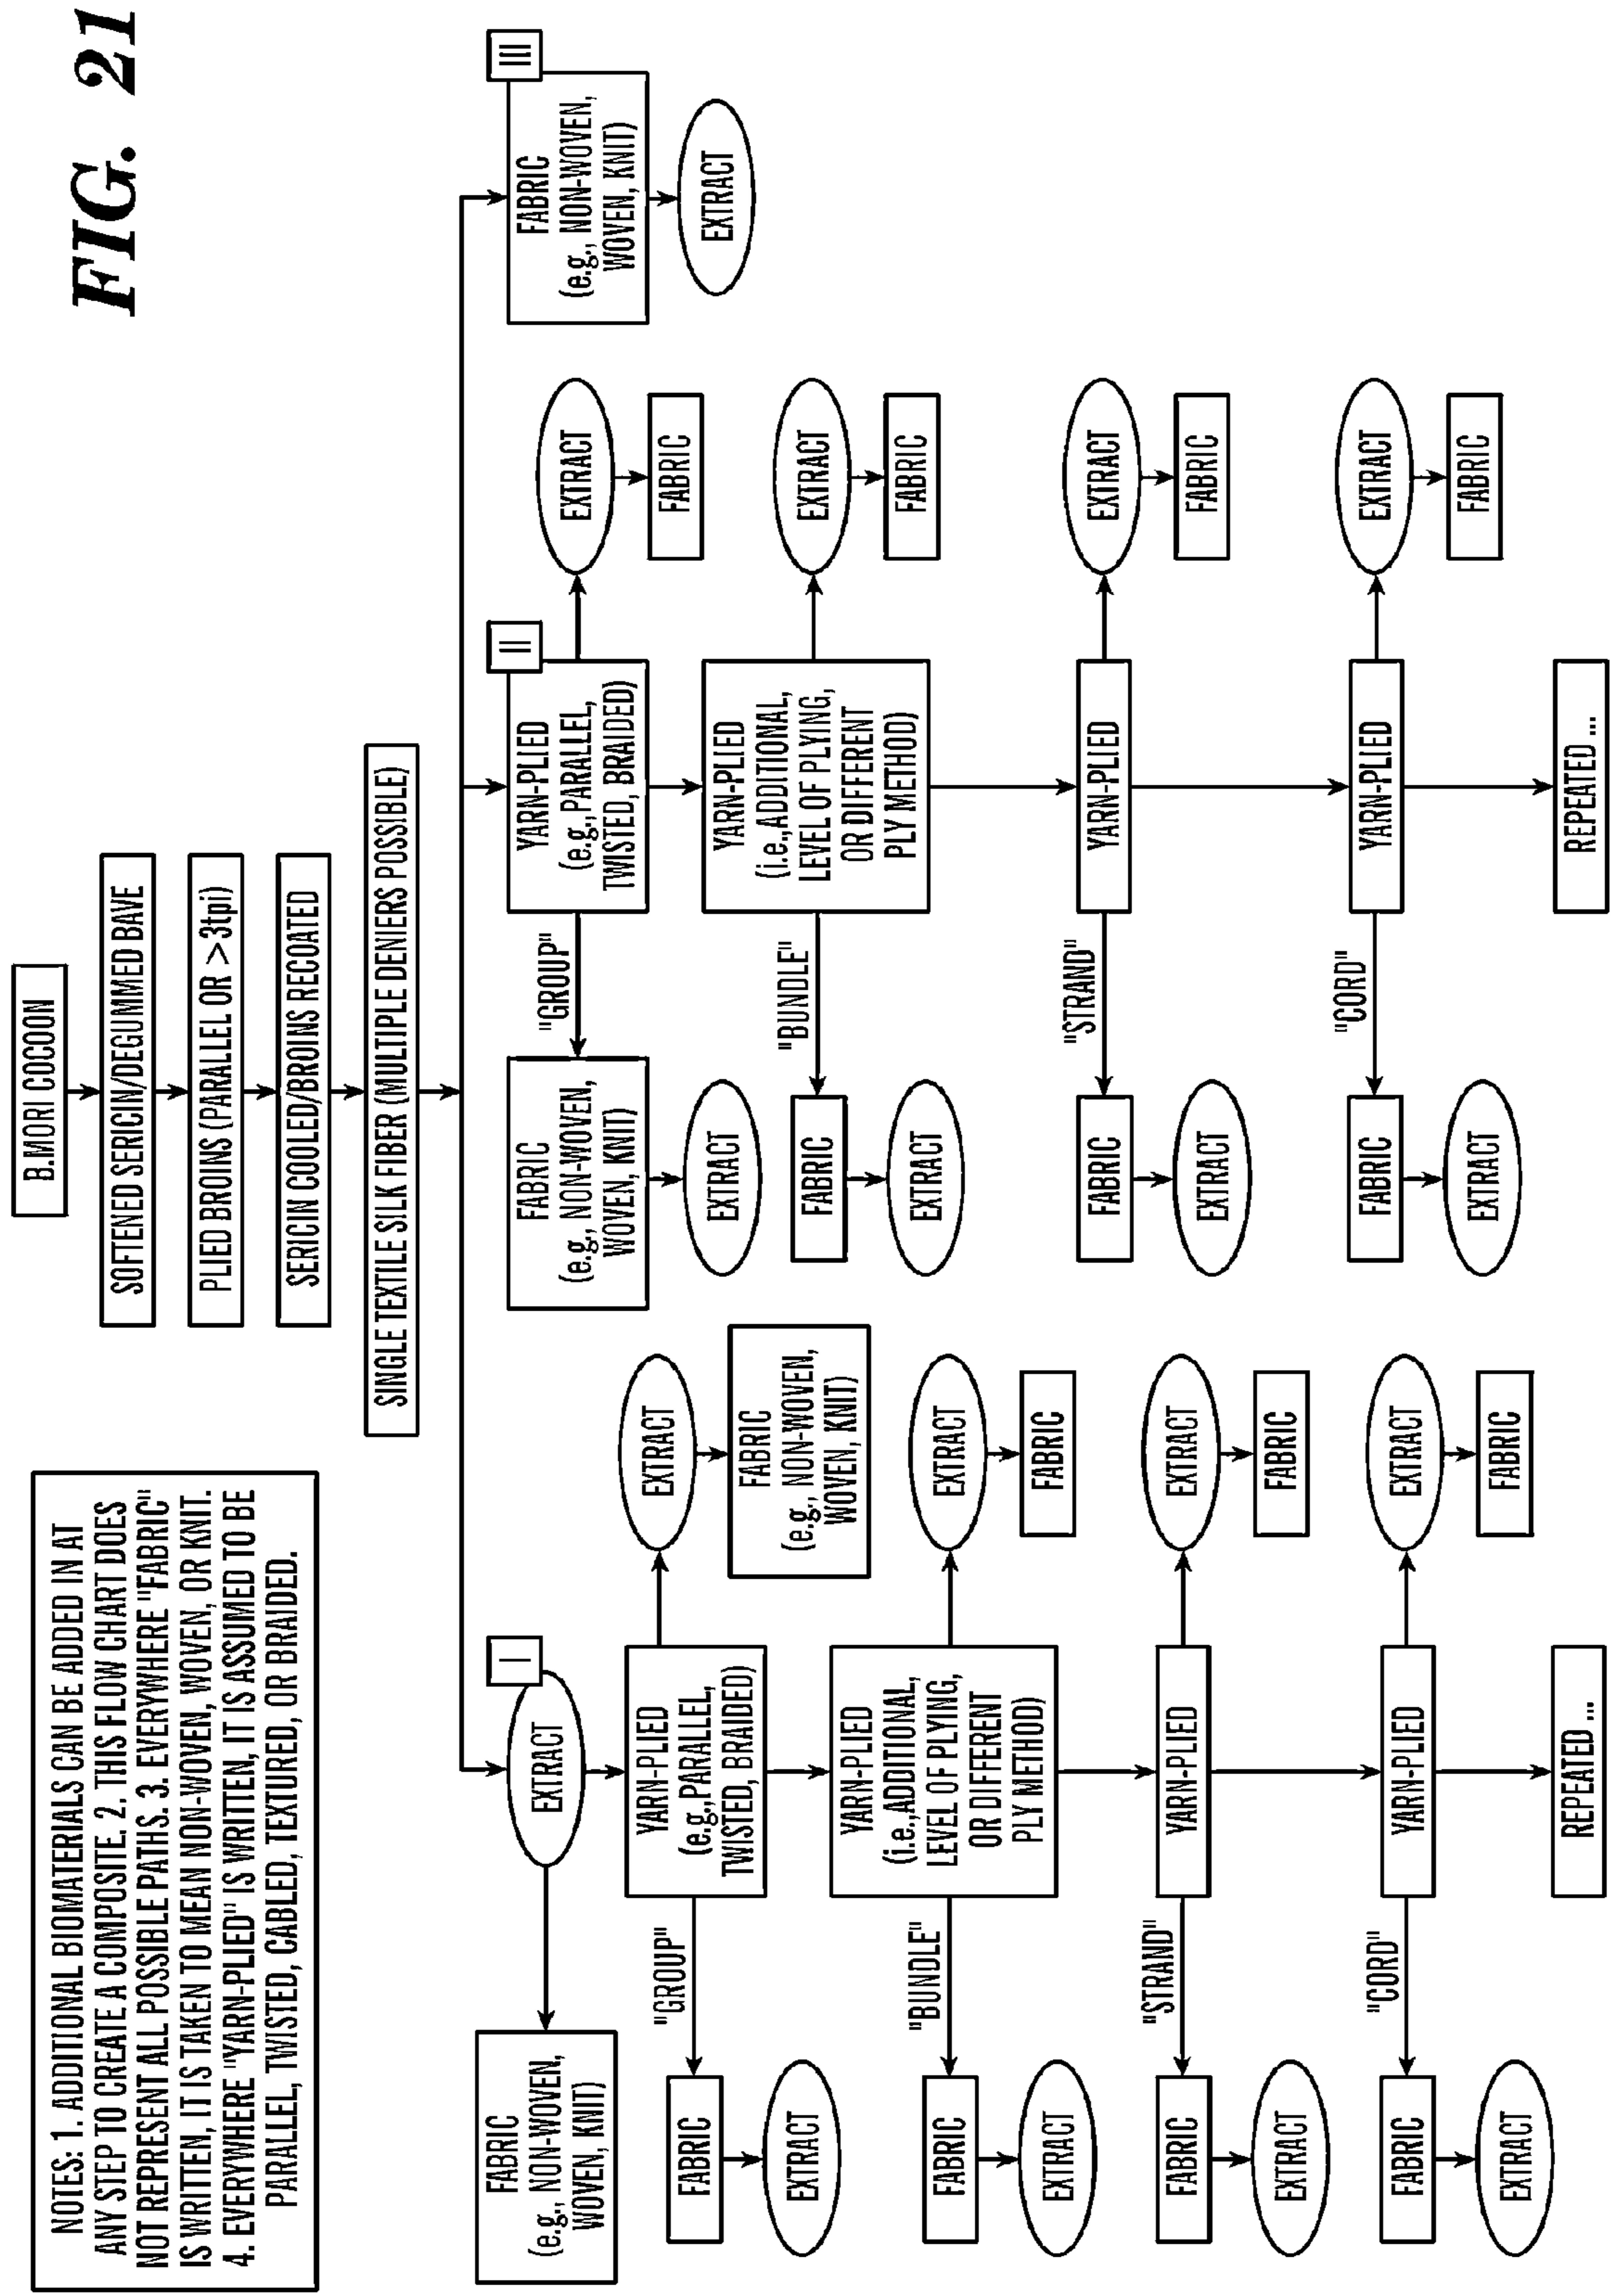 FIG. 21
NOTES: 1. ADDITIONAL BIOMATERIALS CAN BE ADDED IN AT
ANY STEP TO CREATE A COMPOSITE. 2. THIS FLOW CHART DOES
NOT REPRESENT ALL POSSIBLE PATHS. 3. EVERYWHERE "FABRIC"
IS WRITTEN, IT IS TAKEN TO MEAN NON-WOVEN, WOVEN, OR KNIT.
4. EVERYWHERE "YARN-PLIED" IS WRITTEN, IT IS ASSUMED TO BE
PARALLEL, TWISTED, CABLED, TEXTURED, OR BRAIDED.
B.MORI COCOON
SOFTENED SERICIN/DEGUMMED BAVE
PLIED BROINS (PARALLEL OR >3tpi)
SERICIN COOLED/BROINS RECOATED
SINGLE TEXTILE SILK FIBER (MULTIPLE DENIERS POSSIBLE)
I
EXTRACT
FABRIC
(e.g., NON-WOVEN,
WOVEN, KNIT)
YARN-PLIED
(e.g., PARALLEL,
TWISTED, BRAIDED)
EXTRACT
FABRIC
(e.g., NON-WOVEN,
WOVEN, KNIT)
"GROUP"
FABRIC
EXTRACT
YARN-PLIED
(i.e., ADDITIONAL,
LEVEL OF PLYING,
OR DIFFERENT
PLY METHOD)
EXTRACT
FABRIC
"BUNDLE"
FABRIC
EXTRACT
YARN-PLIED
EXTRACT
FABRIC
"STRAND"
FABRIC
EXTRACT
YARN-PLIED
EXTRACT
FABRIC
"CORD"
FABRIC
EXTRACT
REPEATED ...
II
YARN-PLIED
(e.g., PARALLEL,
TWISTED, BRAIDED)
EXTRACT
FABRIC
"GROUP"
FABRIC
(e.g., NON-WOVEN,
WOVEN, KNIT)
EXTRACT
YARN-PLIED
(i.e., ADDITIONAL,
LEVEL OF PLYING,
OR DIFFERENT
PLY METHOD)
EXTRACT
FABRIC
"BUNDLE"
FABRIC
EXTRACT
YARN-PLIED
EXTRACT
FABRIC
"STRAND"
FABRIC
EXTRACT
YARN-PLIED
EXTRACT
FABRIC
"CORD"
FABRIC
EXTRACT
REPEATED ...
III
FABRIC
(e.g., NON-WOVEN,
WOVEN, KNIT)
EXTRACT